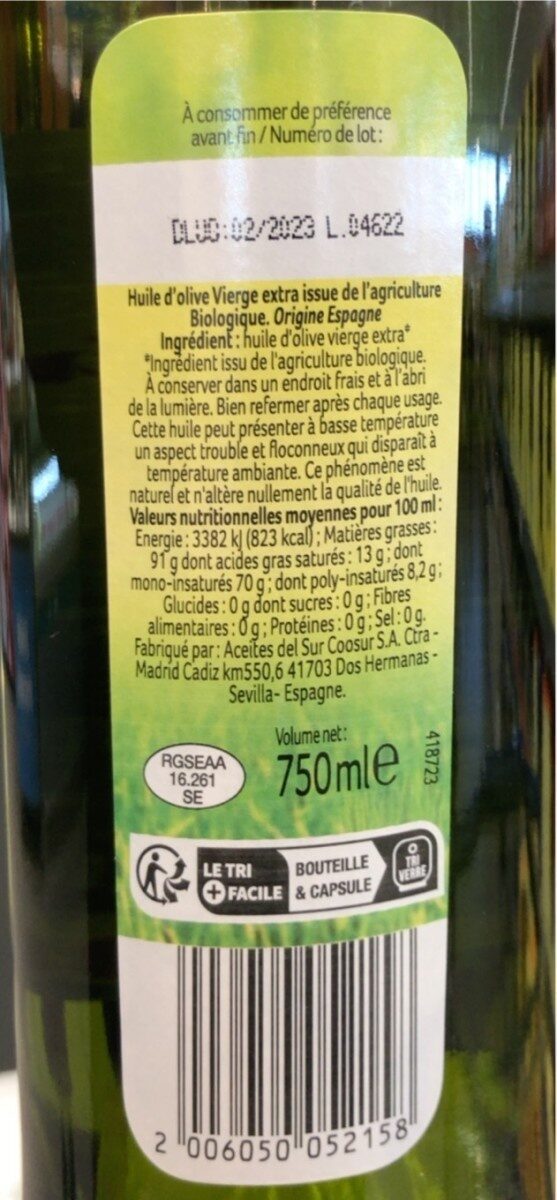 À consommer de préférence
avant fin / Numéro de lot :
DLUO:02/2023 L.04622
Huile d'olive Vierge extra issue de l'agriculture
Biologique. Origine Espagne
Ingrédient : huile d'olive vierge extra*
*Ingrédient issu de l'agriculture biologique.
À conserver dans un endroit frais et à l'abri
de la lumière. Bien refermer après chaque usage.
Cette huile peut présenter à basse température
un aspect trouble et floconneux qui disparaît à
température ambiante. Ce phénomène est
naturel et n'altère nullement la qualité de l'huile.
Valeurs nutritionnelles moyennes pour 100 ml :
Energie : 3382 kJ (823 kcal) ; Matières grasses :
91 g dont acides gras saturés : 13 g ; dont
mono-insaturés 70 g ; dont poly-insaturés 8,2 g ;
Glucides : 0 g dont sucres : 0 g ; Fibres
alimentaires : 0 g ; Protéines : 0 g ; Sel : 0 g.
Fabriqué par : Aceites del Sur Coosur S.A. Ctra -
Madrid Cadiz km550,6 41703 Dos Hermanas -
Sevilla- Espagne.
Volume net :
750 ml e
418723
RGSEAA
16.261
SE
LE TRI
+ FACILE
BOUTEILLE
& CAPSULE
TRI
VERRE
2 006050 052158